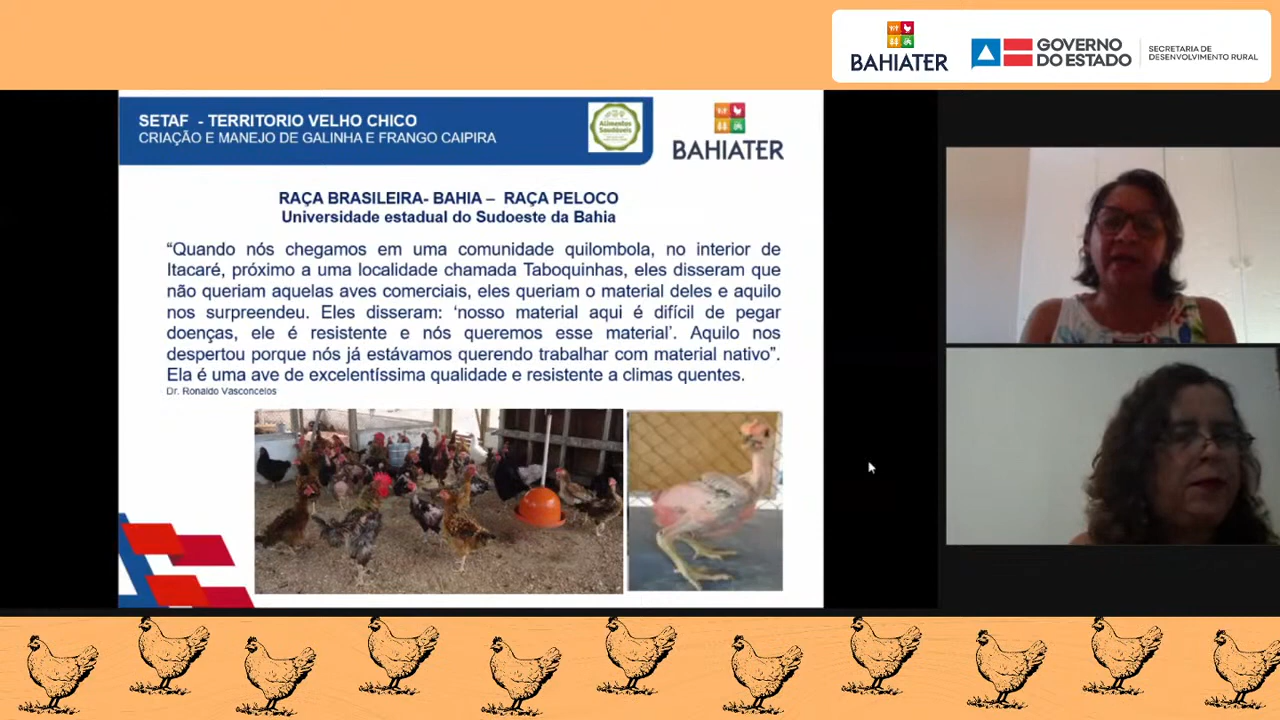 BAHIATER
GOVERNO
DO ESTADO
SECRETARIA DE
DESENVOLVIMENTO RURAL
SETAF - TERRITORIO VELHO CHICO
CRIAÇÃO E MANEJO DE GALINHA E FRANGO CAIPIRA
Alimentos
Saudáveis
BAHIATER
RAÇA BRASILEIRA- BAHIA – RAÇA PELOCO
Universidade estadual do Sudoeste da Bahia
“Quando nós chegamos em uma comunidade quilombola, no interior de
Itacaré, próximo a uma localidade chamada Taboquinhas, eles disseram que
não queriam aquelas aves comerciais, eles queriam o material deles e aquilo
nos surpreendeu. Eles disseram: ‘nosso material aqui é difícil de pegar
doenças, ele é resistente e nós queremos esse material’. Aquilo nos
despertou porque nós já estávamos querendo trabalhar com material nativo”.
Ela é uma ave de excelentíssima qualidade e resistente a climas quentes.
Dr. Ronaldo Vasconcelos